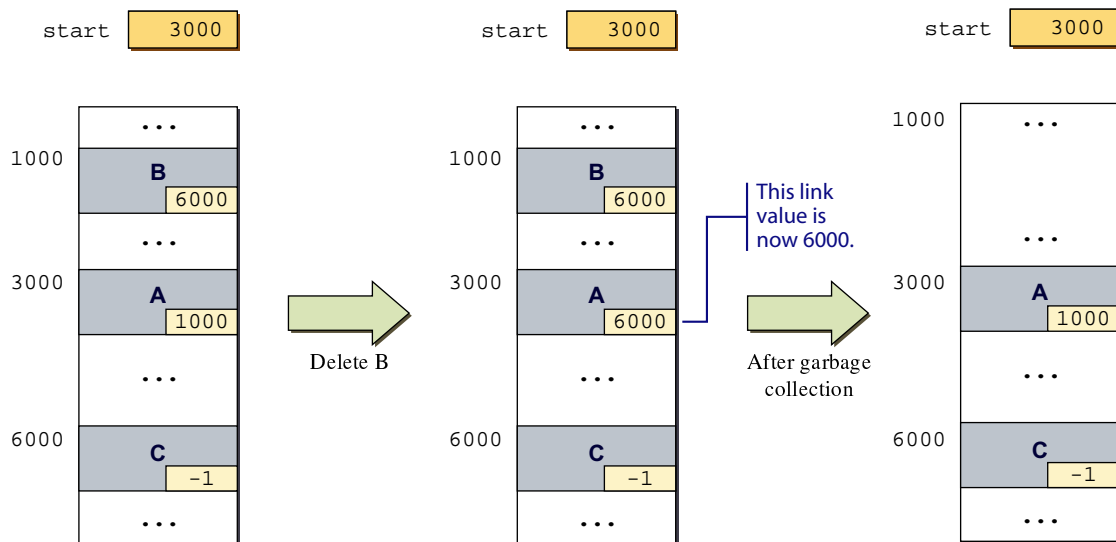 start 3000
...
1000
B
6000
...
3000
A
1000
...
6000
C
-1
...
Delete B
start 3000
...
1000
B
6000
...
3000
A
6000
...
6000
C
-1
...
This link
value is
now 6000.
After garbage
collection
start 3000
1000
...
...
3000
A
1000
...
6000
C
-1
...